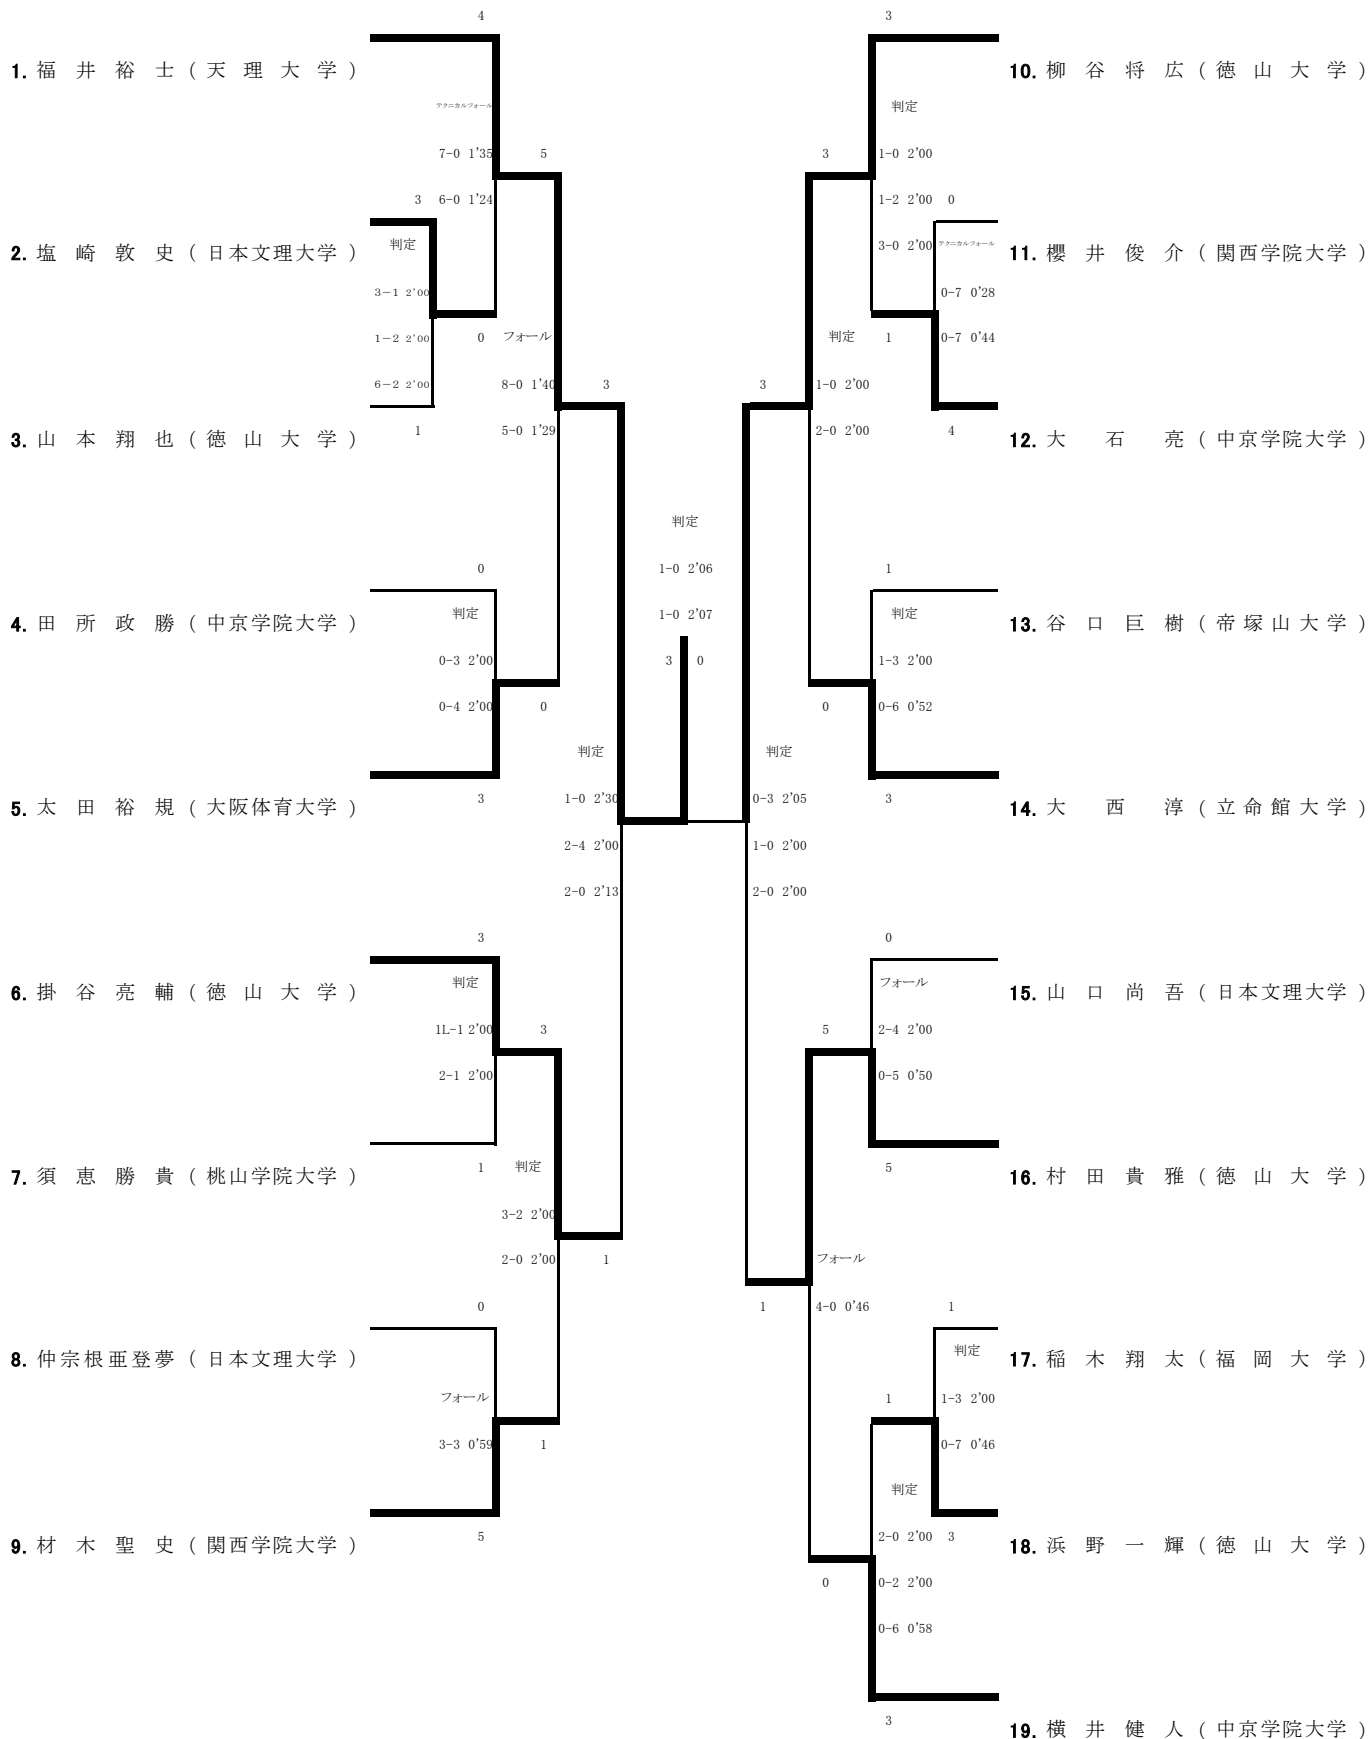 4
3
1. 福井裕士（天理大学）
10. 柳谷将広（徳山大学）
テクニカルフォール
判定
7-0 1'35
5
3
1-0 2'00
3
6-0 1'24
1-2 2'00
0
2. 塩崎敦史（日本文理大学）
判定
3-0 2'00
テクニカルフォール
11. 櫻井俊介（関西学院大学）
3-1 2'00
0-7 0'28
1-2 2'00
0
フォール
判定
1
0-7 0'44
6-2 2'00
8-0 1'40
3
3
1-0 2'00
3. 山本翔也（徳山大学）
1
5-0 1'29
2-0 2'00
4
12. 大石亮（中京学院大学）
判定
1-0 2'06
0
1
4. 田所政勝（中京学院大学）
判定
1-0 2'07
判定
13. 谷口巨樹（帝塚山大学）
0-3 2'00
3
0
1-3 2'00
0-4 2'00
0
0
0-6 0'52
判定
判定
5. 太田裕規（大阪体育大学）
3
1-0 2'30
0-3 2'05
3
14. 大西淳（立命館大学）
2-4 2'00
1-0 2'00
2-0 2'13
2-0 2'00
3
0
6. 掛谷亮輔（徳山大学）
判定
フォール
15. 山口尚吾（日本文理大学）
1L-1 2'00
3
5
2-4 2'00
2-1 2'00
0-5 0'50
7. 須恵勝貴（桃山学院大学）
1
判定
5
16. 村田貴雅（徳山大学）
3-2 2'00
2-0 2'00
1
フォール
0
1
4-0 0'46
1
8. 仲宗根亜登夢（日本文理大学）
判定
17. 稲木翔太（福岡大学）
フォール
1
1-3 2'00
3-3 0'59
1
0-7 0'46
判定
9. 材木聖史（関西学院大学）
5
2-0 2'00
3
18. 浜野一輝（徳山大学）
0
0-2 2'00
0-6 0'58
3
19. 横井健人（中京学院大学）